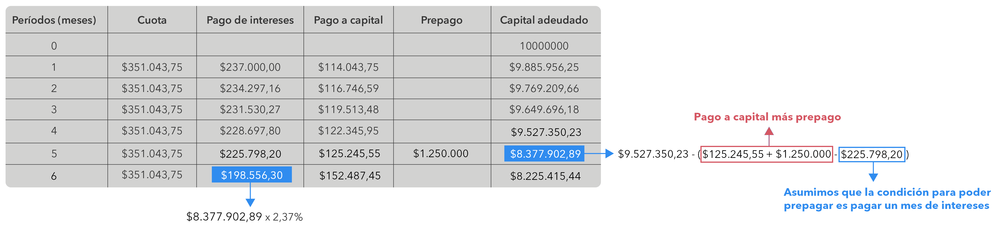 Períodos (meses) Cuota Pago de intereses Pago a capital Prepago Capital adeudado
0 10000000
1 $351.043,75 $237.000,00 $114.043,75 $9.885.956,25
2 $351.043,75 $234.297,16 $116.746,59 $9.769.209,66
3 $351.043,75 $231.530,27 $119.513,48 $9.649.696,18
Pago a capital más prepago
4 $351.043,75 $228.697,80 $122.345,95 $9.527.350,23
5 $351.043,75 $225.798,20 $125.245,55 $1.250.000 $8.377.902,89 $9.527.350,23 - ($125.245,55 + $1.250.000 - $225.798,20 )
6 $351.043,75 $198.556,30 $152.487,45 $8.225.415,44
Asumimos que la condición para poder
prepagar es pagar un mes de intereses
$8.377.902,89 x 2,37%